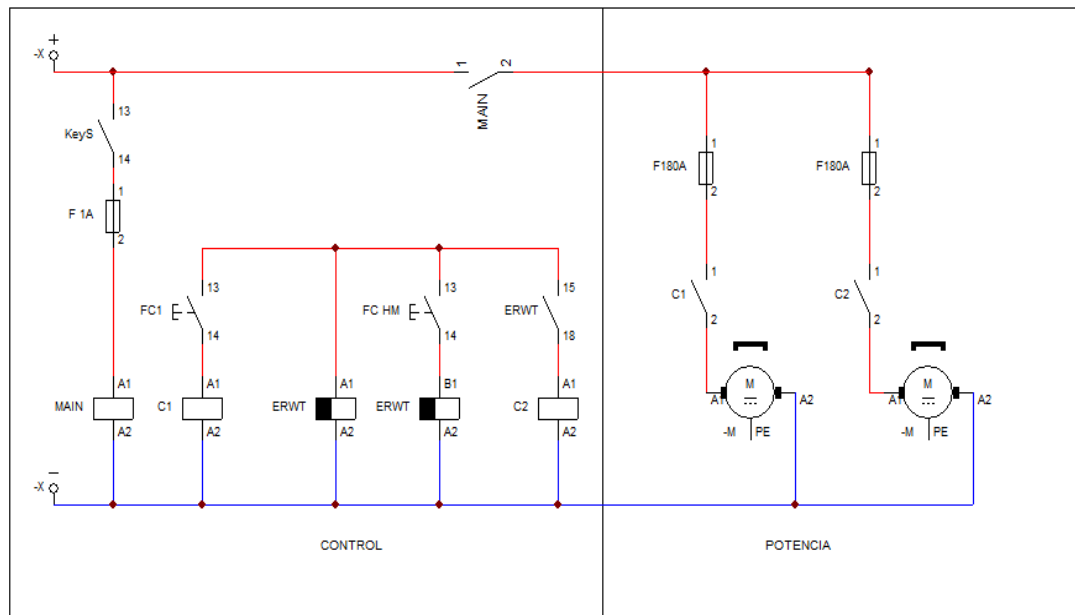 +
-X
1
2
MAIN
13
KeyS
14
1
F 1A
2
1
F180A
2
1
F180A
2
13
FC1
14
13
FC HM
14
15
ERWT
18
1
C1
2
1
C2
2
A1
MAIN
A2
A1
C1
A2
A1
ERWT
A2
B1
ERWT
A2
A1
C2
A2
M
A1
A2
-M
PE
M
A1
A2
-M
PE
-
-X
CONTROL
POTENCIA